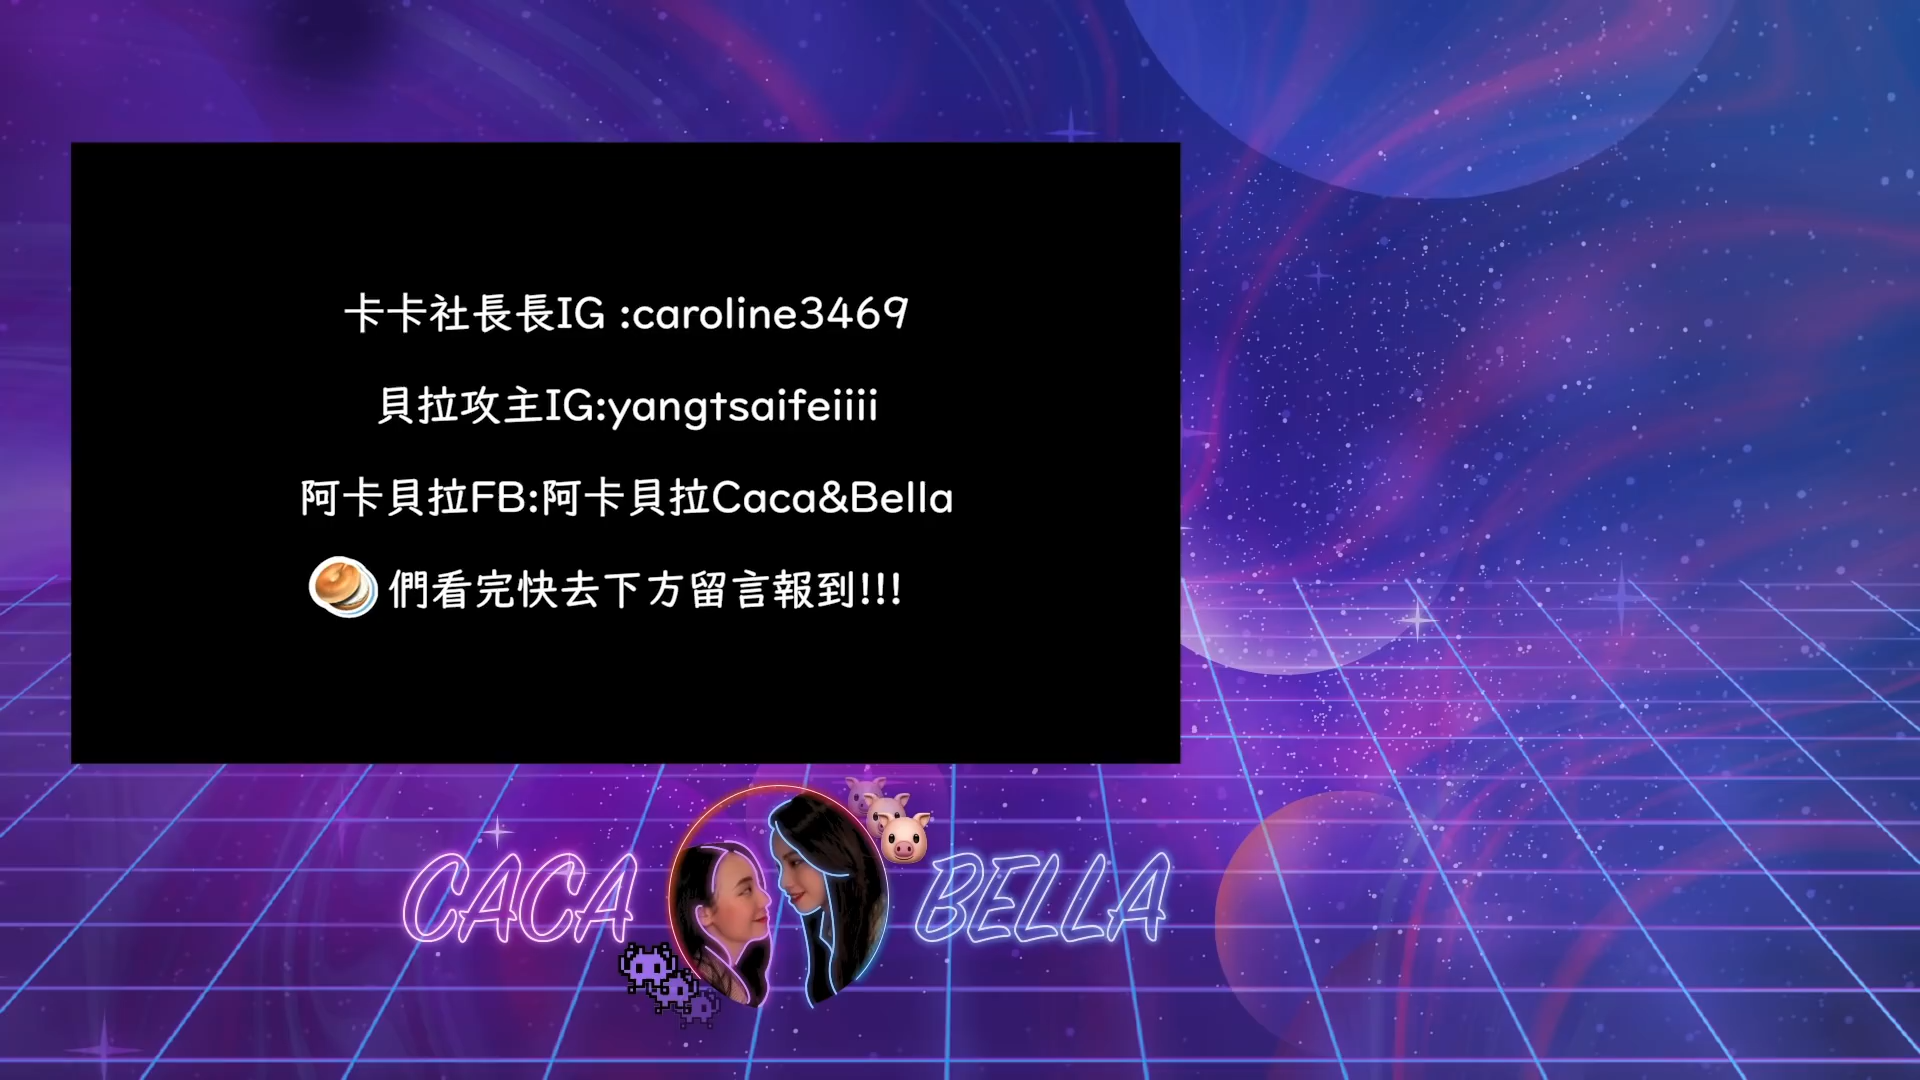 卡卡社長長IG :caroline3469
貝拉攻主IG:yangtsaifeiiii
阿卡貝拉FB:阿卡貝拉Caca&Bella
🥯們看完快去下方留言報到!!!
CACA BELLA